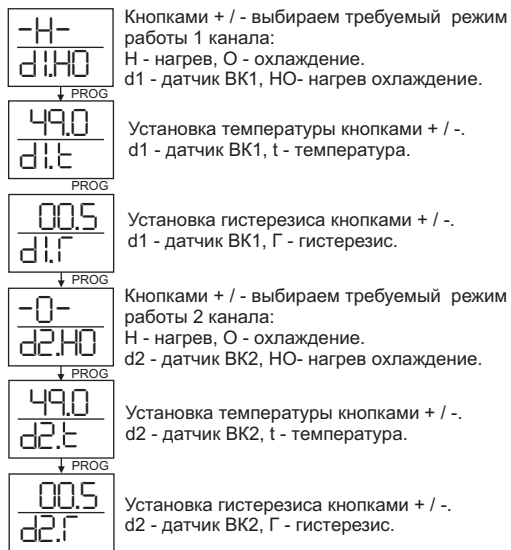 -H-
d1.HO
Кнопками + / - выбираем требуемый режим
работы 1 канала:
Н - нагрев, О - охлаждение.
d1 - датчик ВК1, НО- нагрев охлаждение.
PROG
49.0
d1.t
Установка температуры кнопками + / -.
d1 - датчик ВК1, t - температура.
PROG
00.5
d1.Г
Установка гистерезиса кнопками + / -.
d1 - датчик ВК1, Г - гистерезис.
PROG
-0-
d2.HO
Кнопками + / - выбираем требуемый режим
работы 2 канала:
Н - нагрев, О - охлаждение.
d2 - датчик ВК2, НО- нагрев охлаждение.
PROG
49.0
d2.t
Установка температуры кнопками + / -.
d2 - датчик ВК2, t - температура.
PROG
00.5
d2.Г
Установка гистерезиса кнопками + / -.
d2 - датчик ВК2, Г - гистерезис.